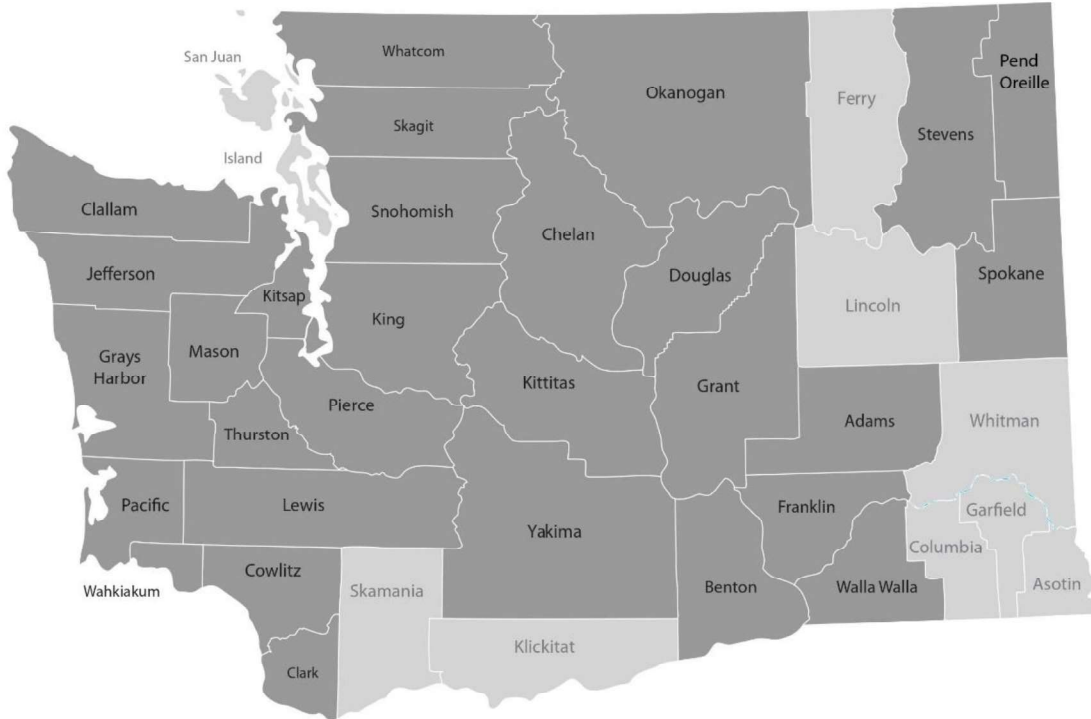 San Juan
Whatcom
Okanogan
Ferry
Pend
Oreille
Skagit
Stevens
Island
Clallam
Snohomish
Chelan
Jefferson
Douglas
Spokane
Kitsap
King
Lincoln
Mason
Grays
Harbor
Kittitas
Grant
Pierce
Thurston
Adams
Whitman
Pacific
Lewis
Yakima
Franklin
Garfield
Columbia
Wahkiakum
Cowlitz
Skamania
Benton
Walla Walla
Asotin
Klickitat
Clark